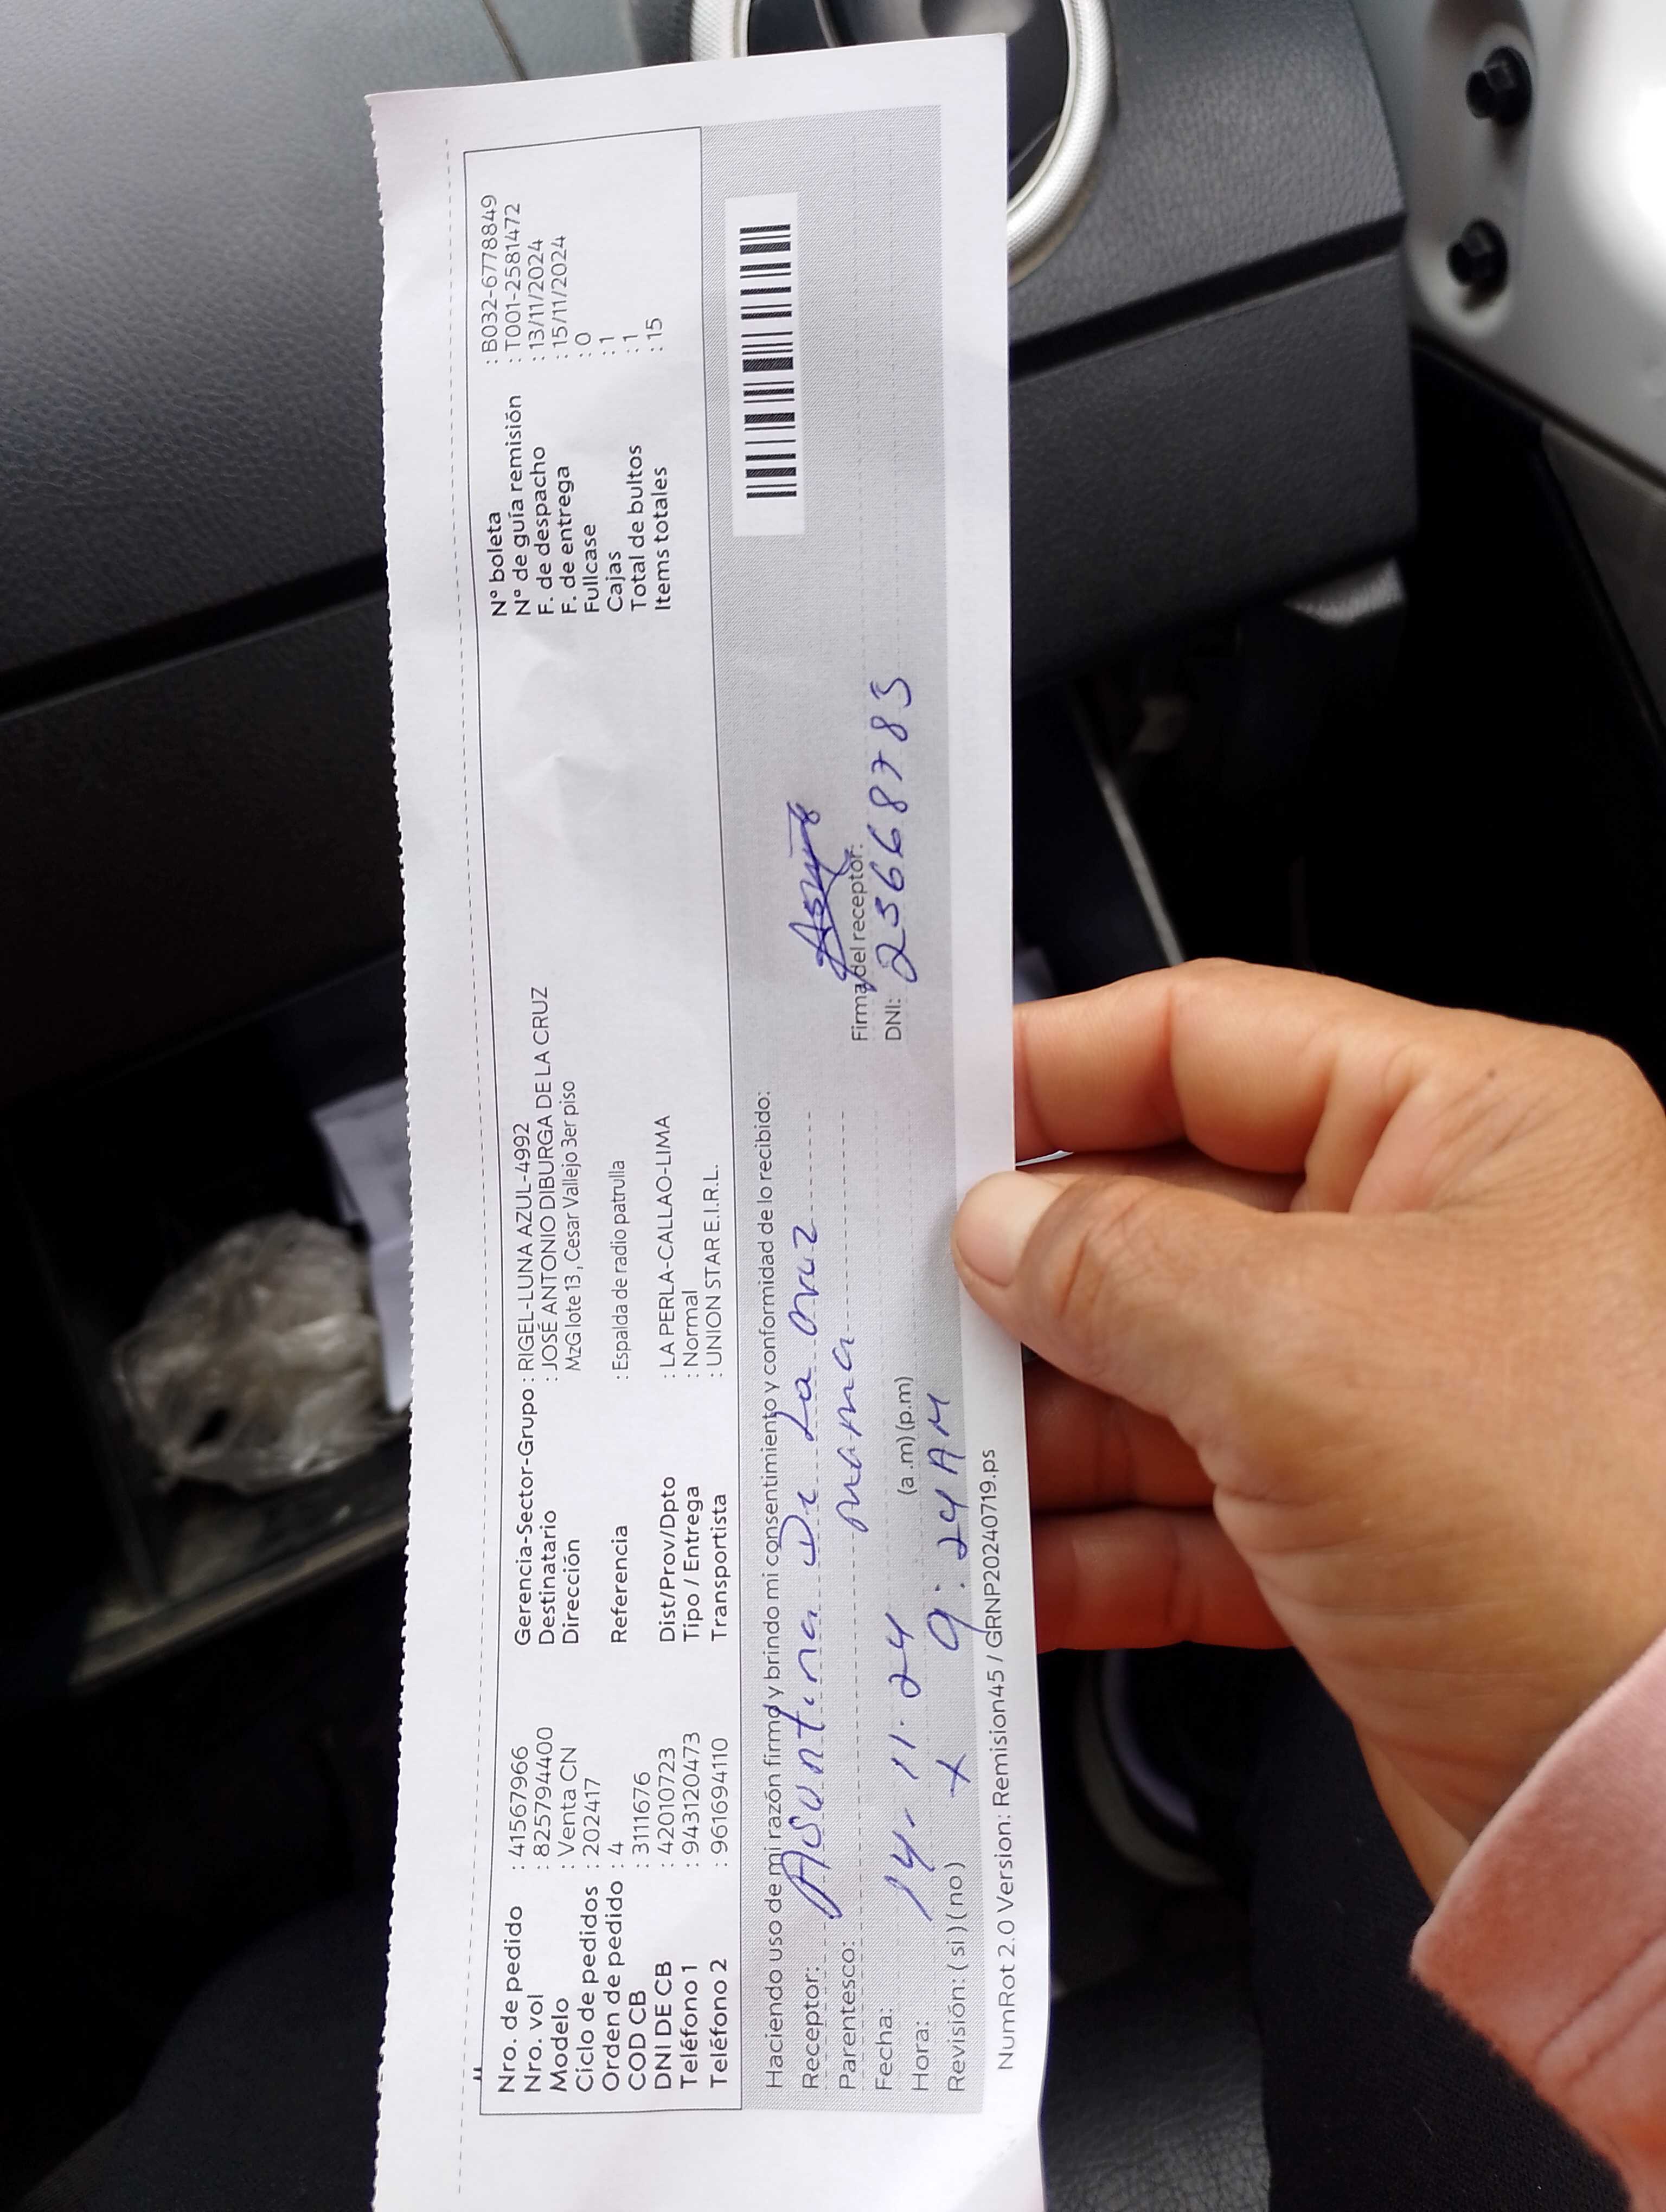 Nro. de pedido : 41567966
Nro. vol : 825794400
Modelo : Venta CN
Ciclo de pedidos : 202417
Orden de pedido : 4
COD CB : 3111676
DNI DE CB : 42010723
Teléfono 1 : 943120473
Teléfono 2 : 961694110
Gerencia-Sector-Grupo : RIGEL-LUNA AZUL-4992
Destinatario : JOSÉ ANTONIO DIBURGA DE LA CRUZ
Dirección MzG lote 13, Cesar Vallejo 3er piso
Referencia : Espalda de radio patrulla
Dist/Prov/Dpto : LA PERLA-CALLAO-LIMA
Tipo / Entrega : Normal
Transportista : UNION STAR E.I.R.L.
N° boleta : B032-6778849
N° de guía remisión : T001-2581472
F. de despacho : 13/11/2024
F. de entrega : 15/11/2024
Fullcase : 0
Cajas : 1
Total de bultos : 1
Items totales : 15
Haciendo uso de mi razón firmo y brindo mi consentimiento y conformidad de lo recibido:
Receptor: Asuntina De La Cruz
Parentesco: mama
Fecha: 14-11-24
Hora: 9:24 AM (a.m)(p.m)
Revisión: ( si ) ( no ) X
Firma del receptor:
DNI: 23668783
NumRot 2.0 Version: Remision45 / GRNP20240719.ps